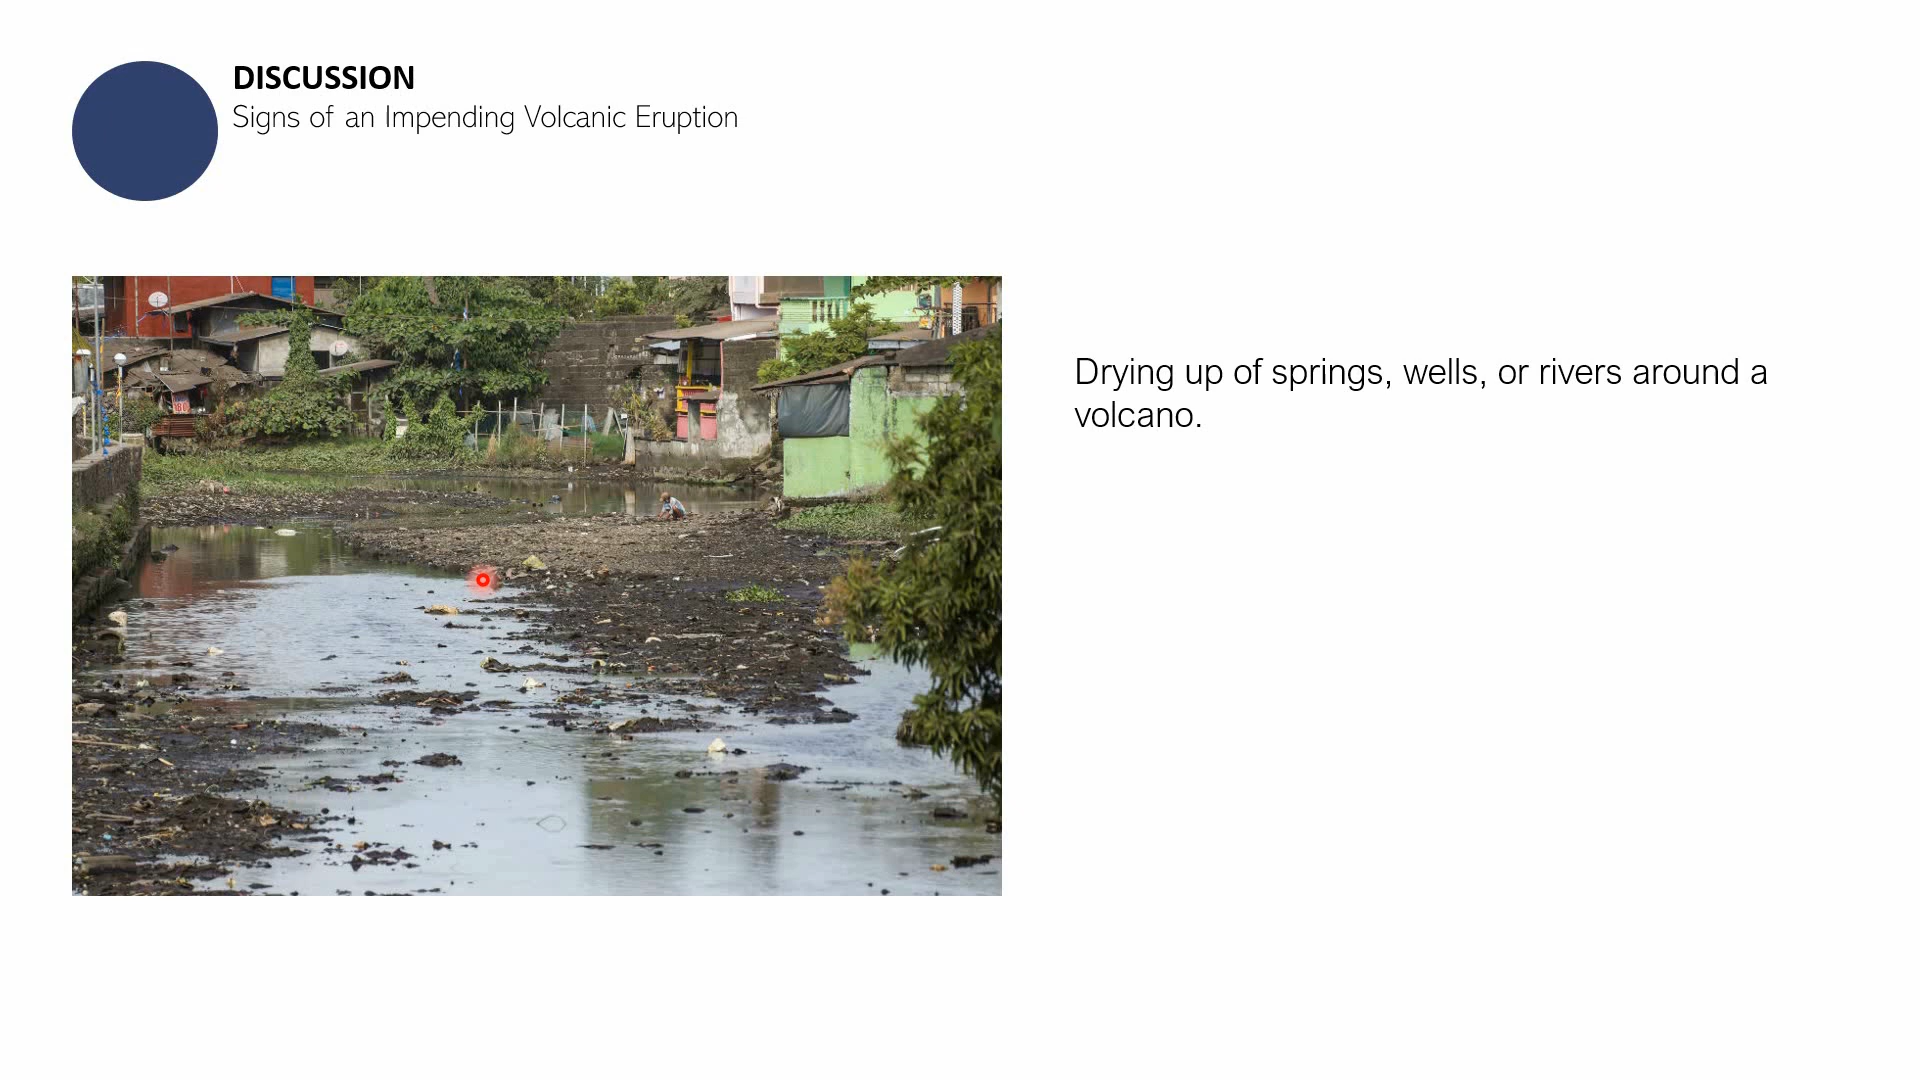 DISCUSSION
Signs of an Impending Volcanic Eruption
Drying up of springs, wells, or rivers around a
volcano.